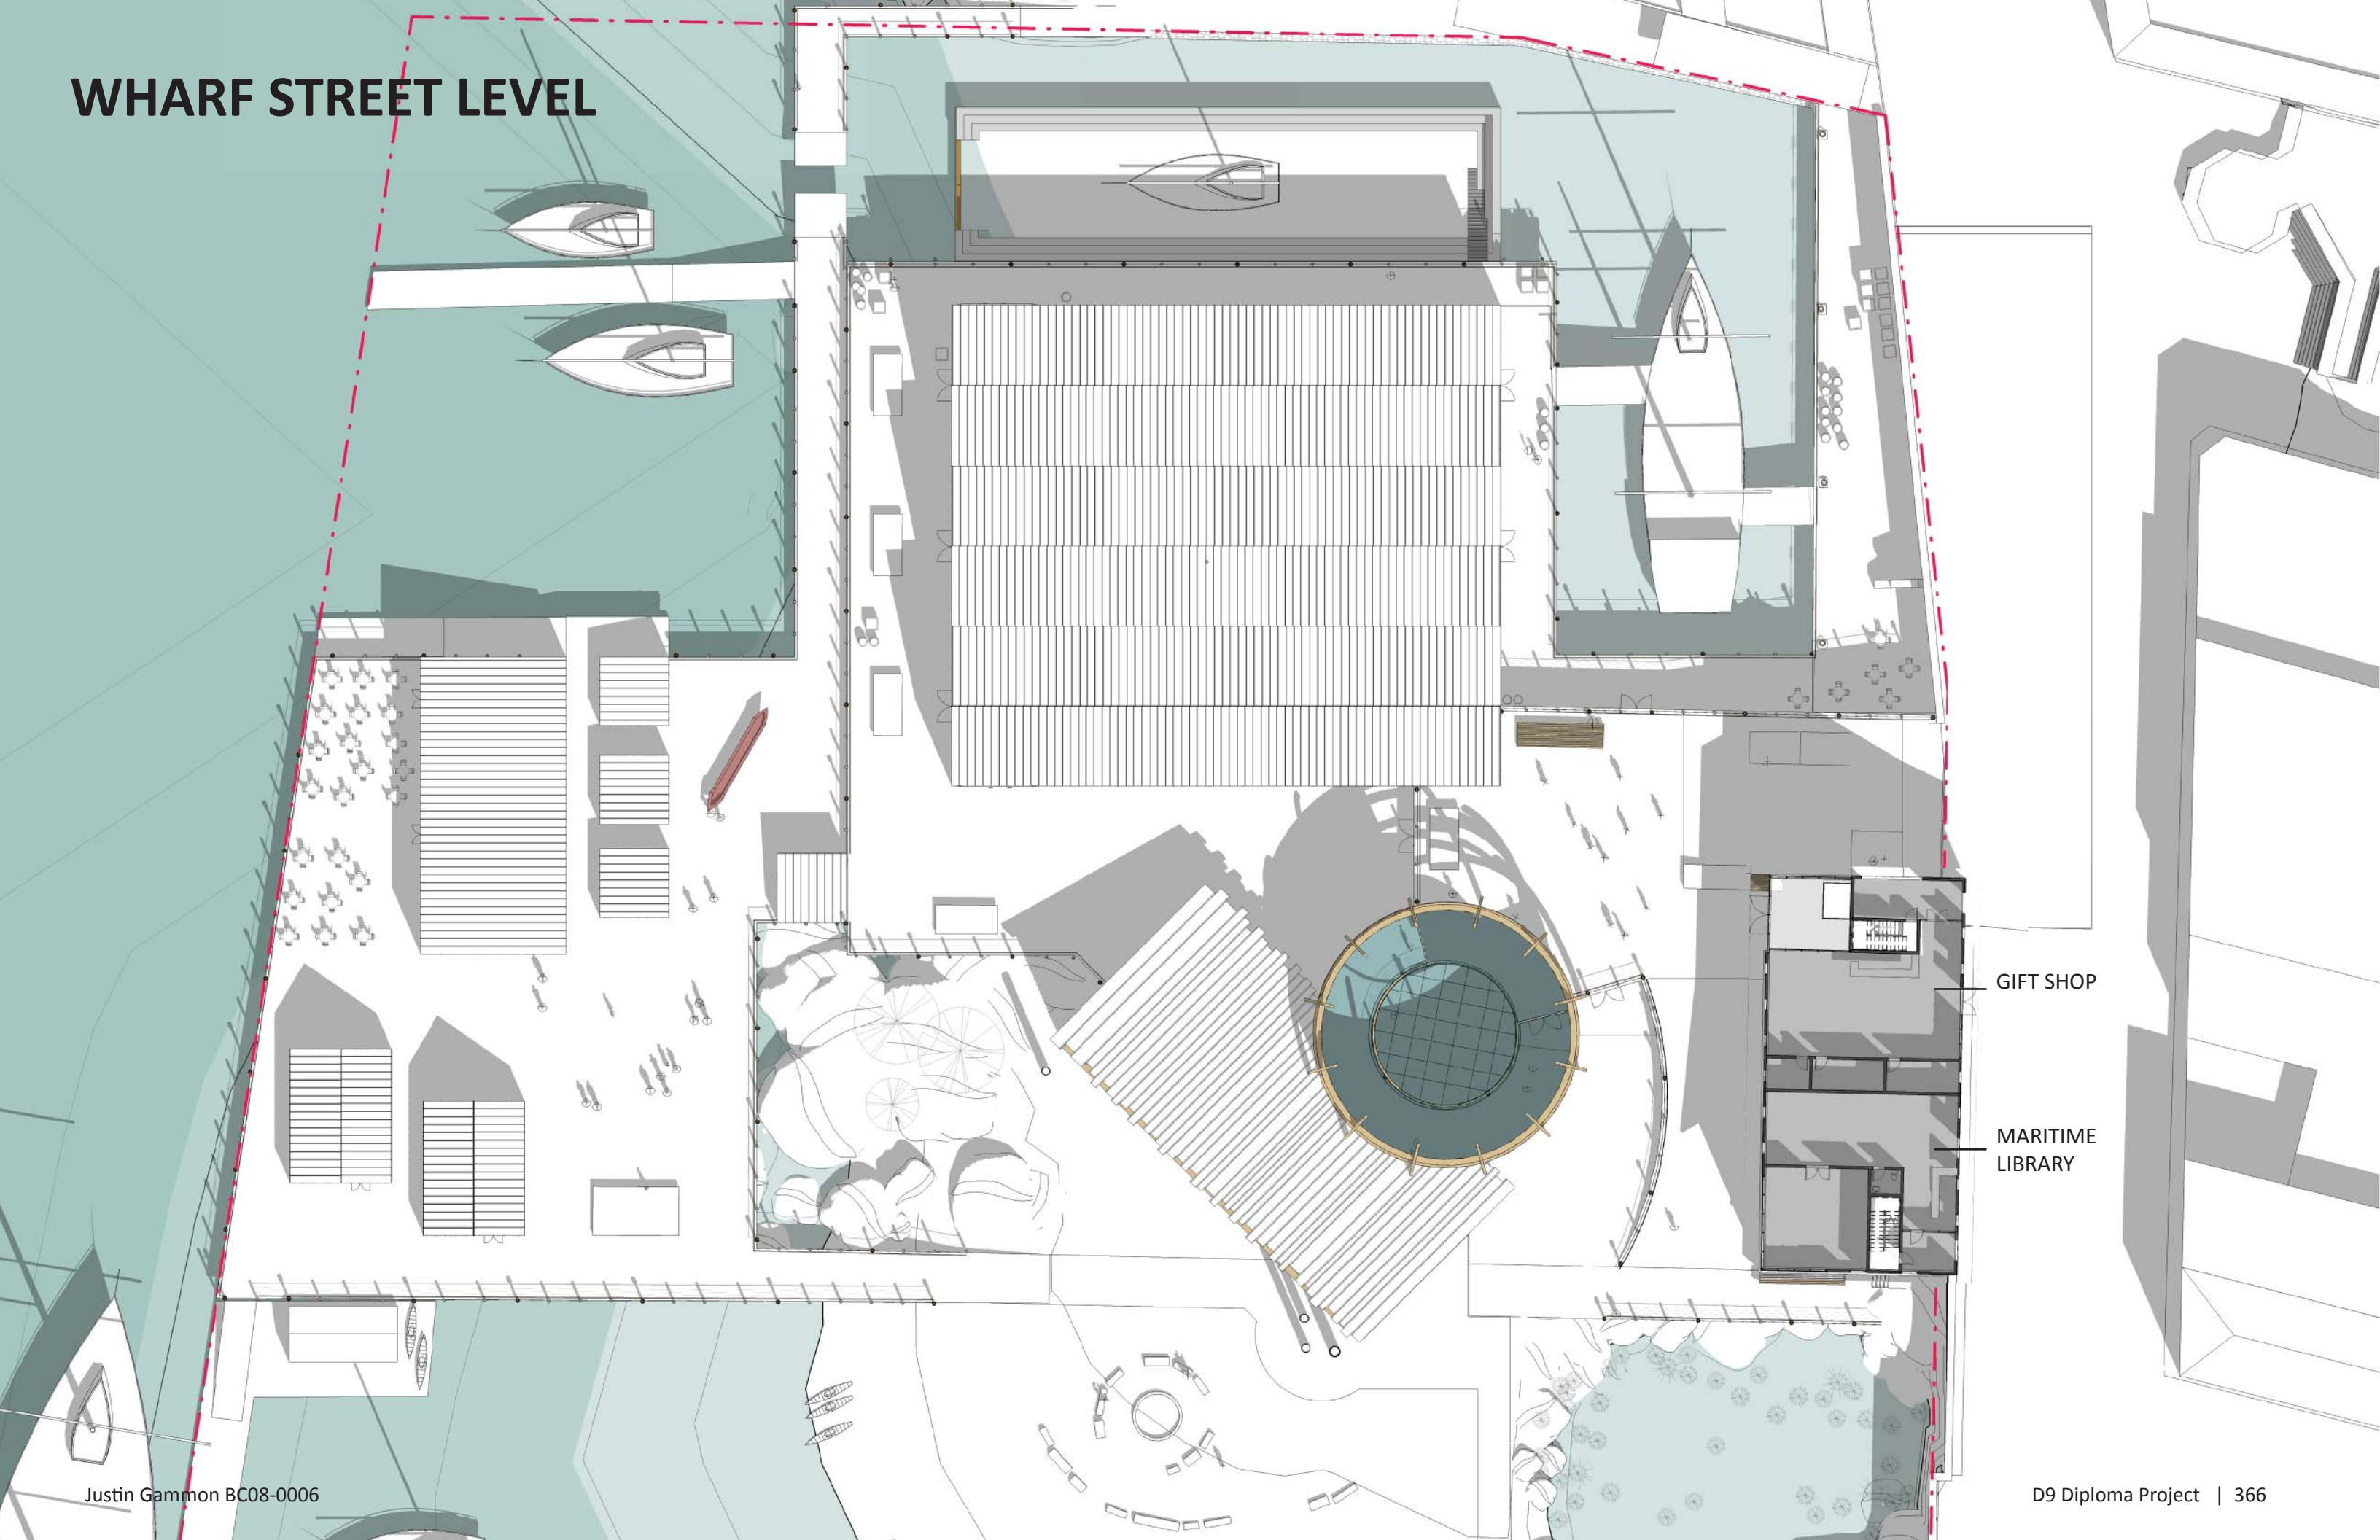 WHARF STREET LEVEL
GIFT SHOP
MARITIME
LIBRARY
Justin Gammon BC08-0006
D9 Diploma Project | 366